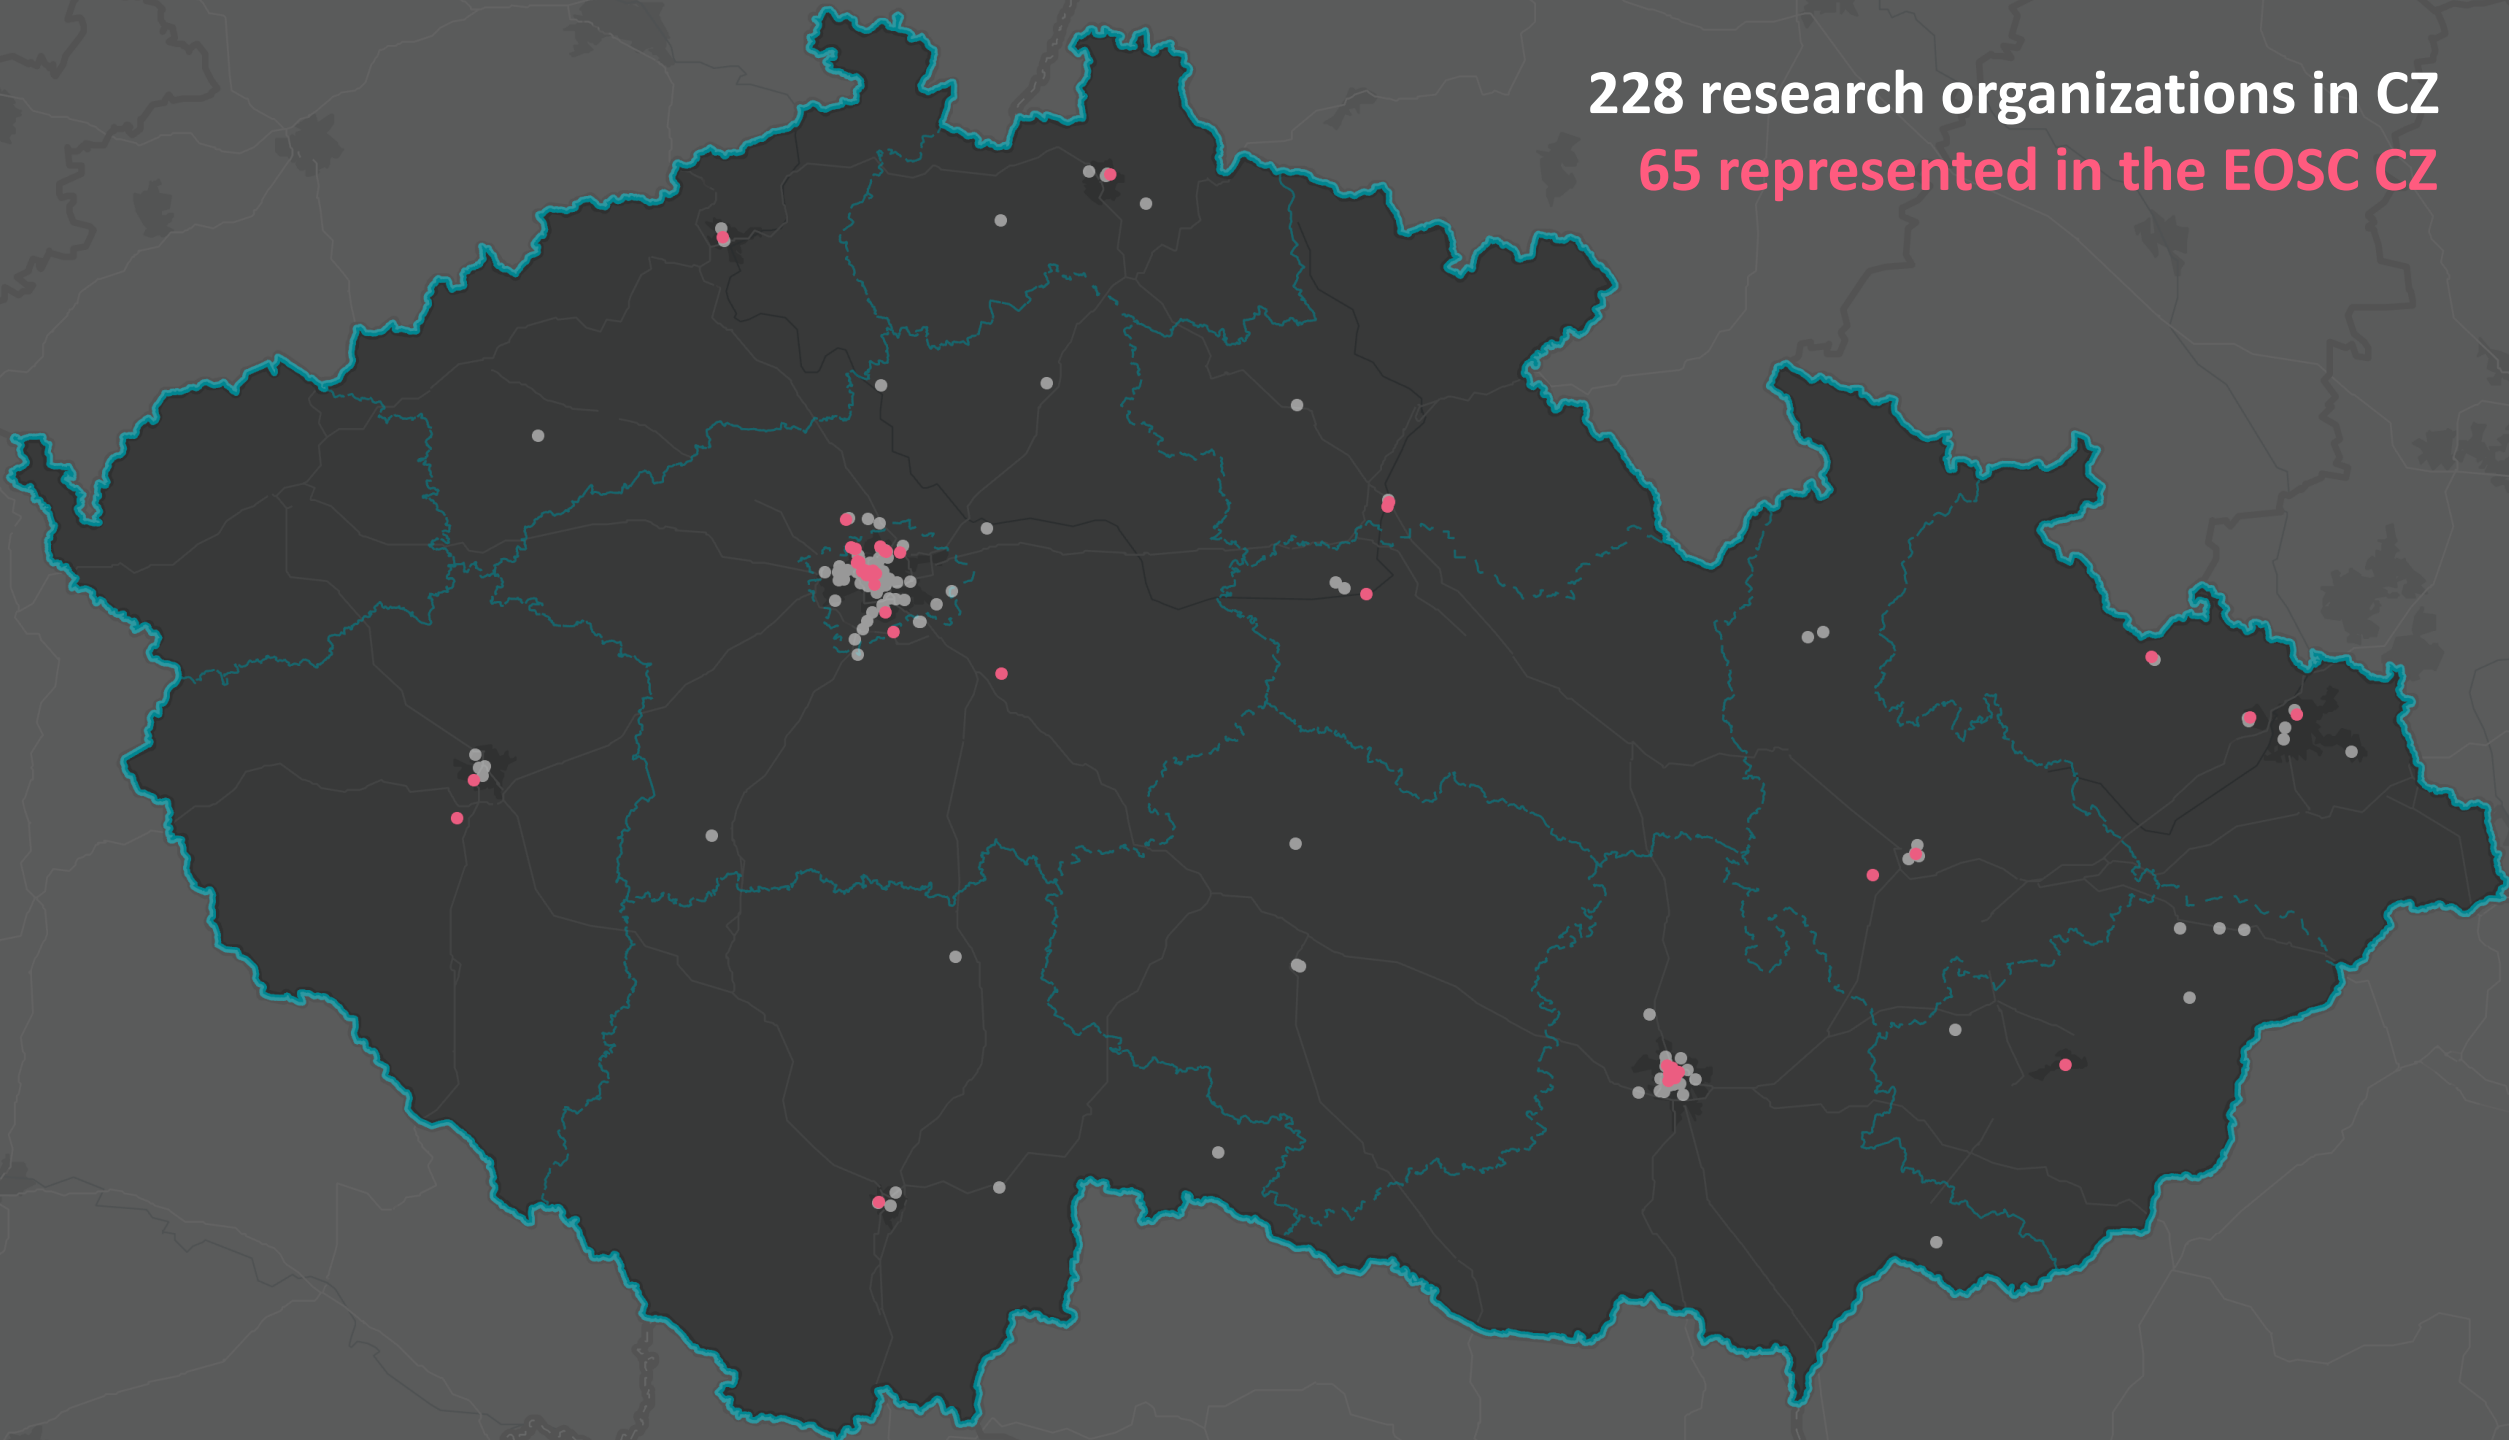 228 research organizations in CZ
65 represented in the EOSC CZ